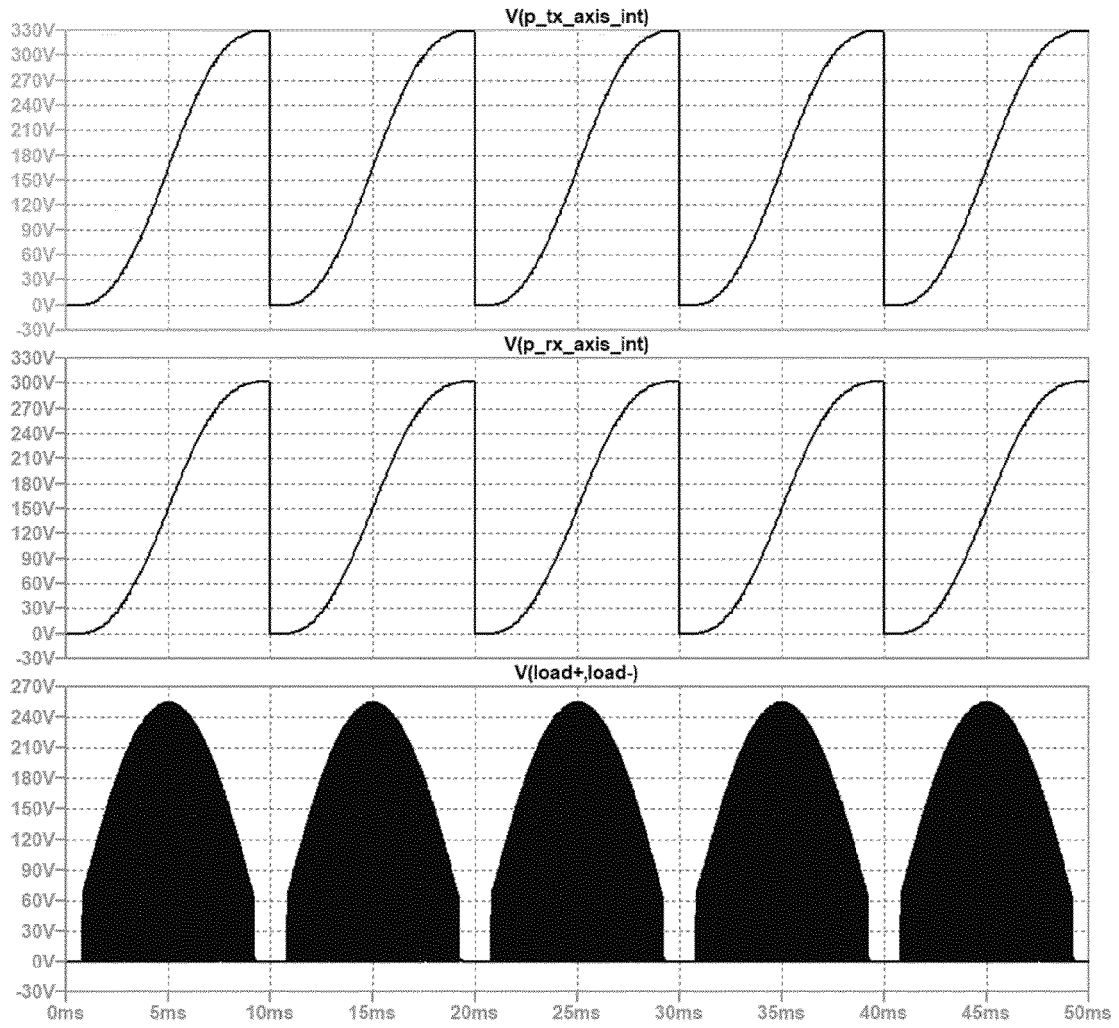 V(p_tx_axis_int)
330V
300V
270V
240V
210V
180V
150V
120V
90V
60V
30V
0V
-30V
V(p_rx_axis_int)
330V
300V
270V
240V
210V
180V
150V
120V
90V
60V
30V
0V
-30V
V(load+,load-)
270V
240V
210V
180V
150V
120V
90V
60V
30V
0V
-30V
0ms 5ms 10ms 15ms 20ms 25ms 30ms 35ms 40ms 45ms 50ms